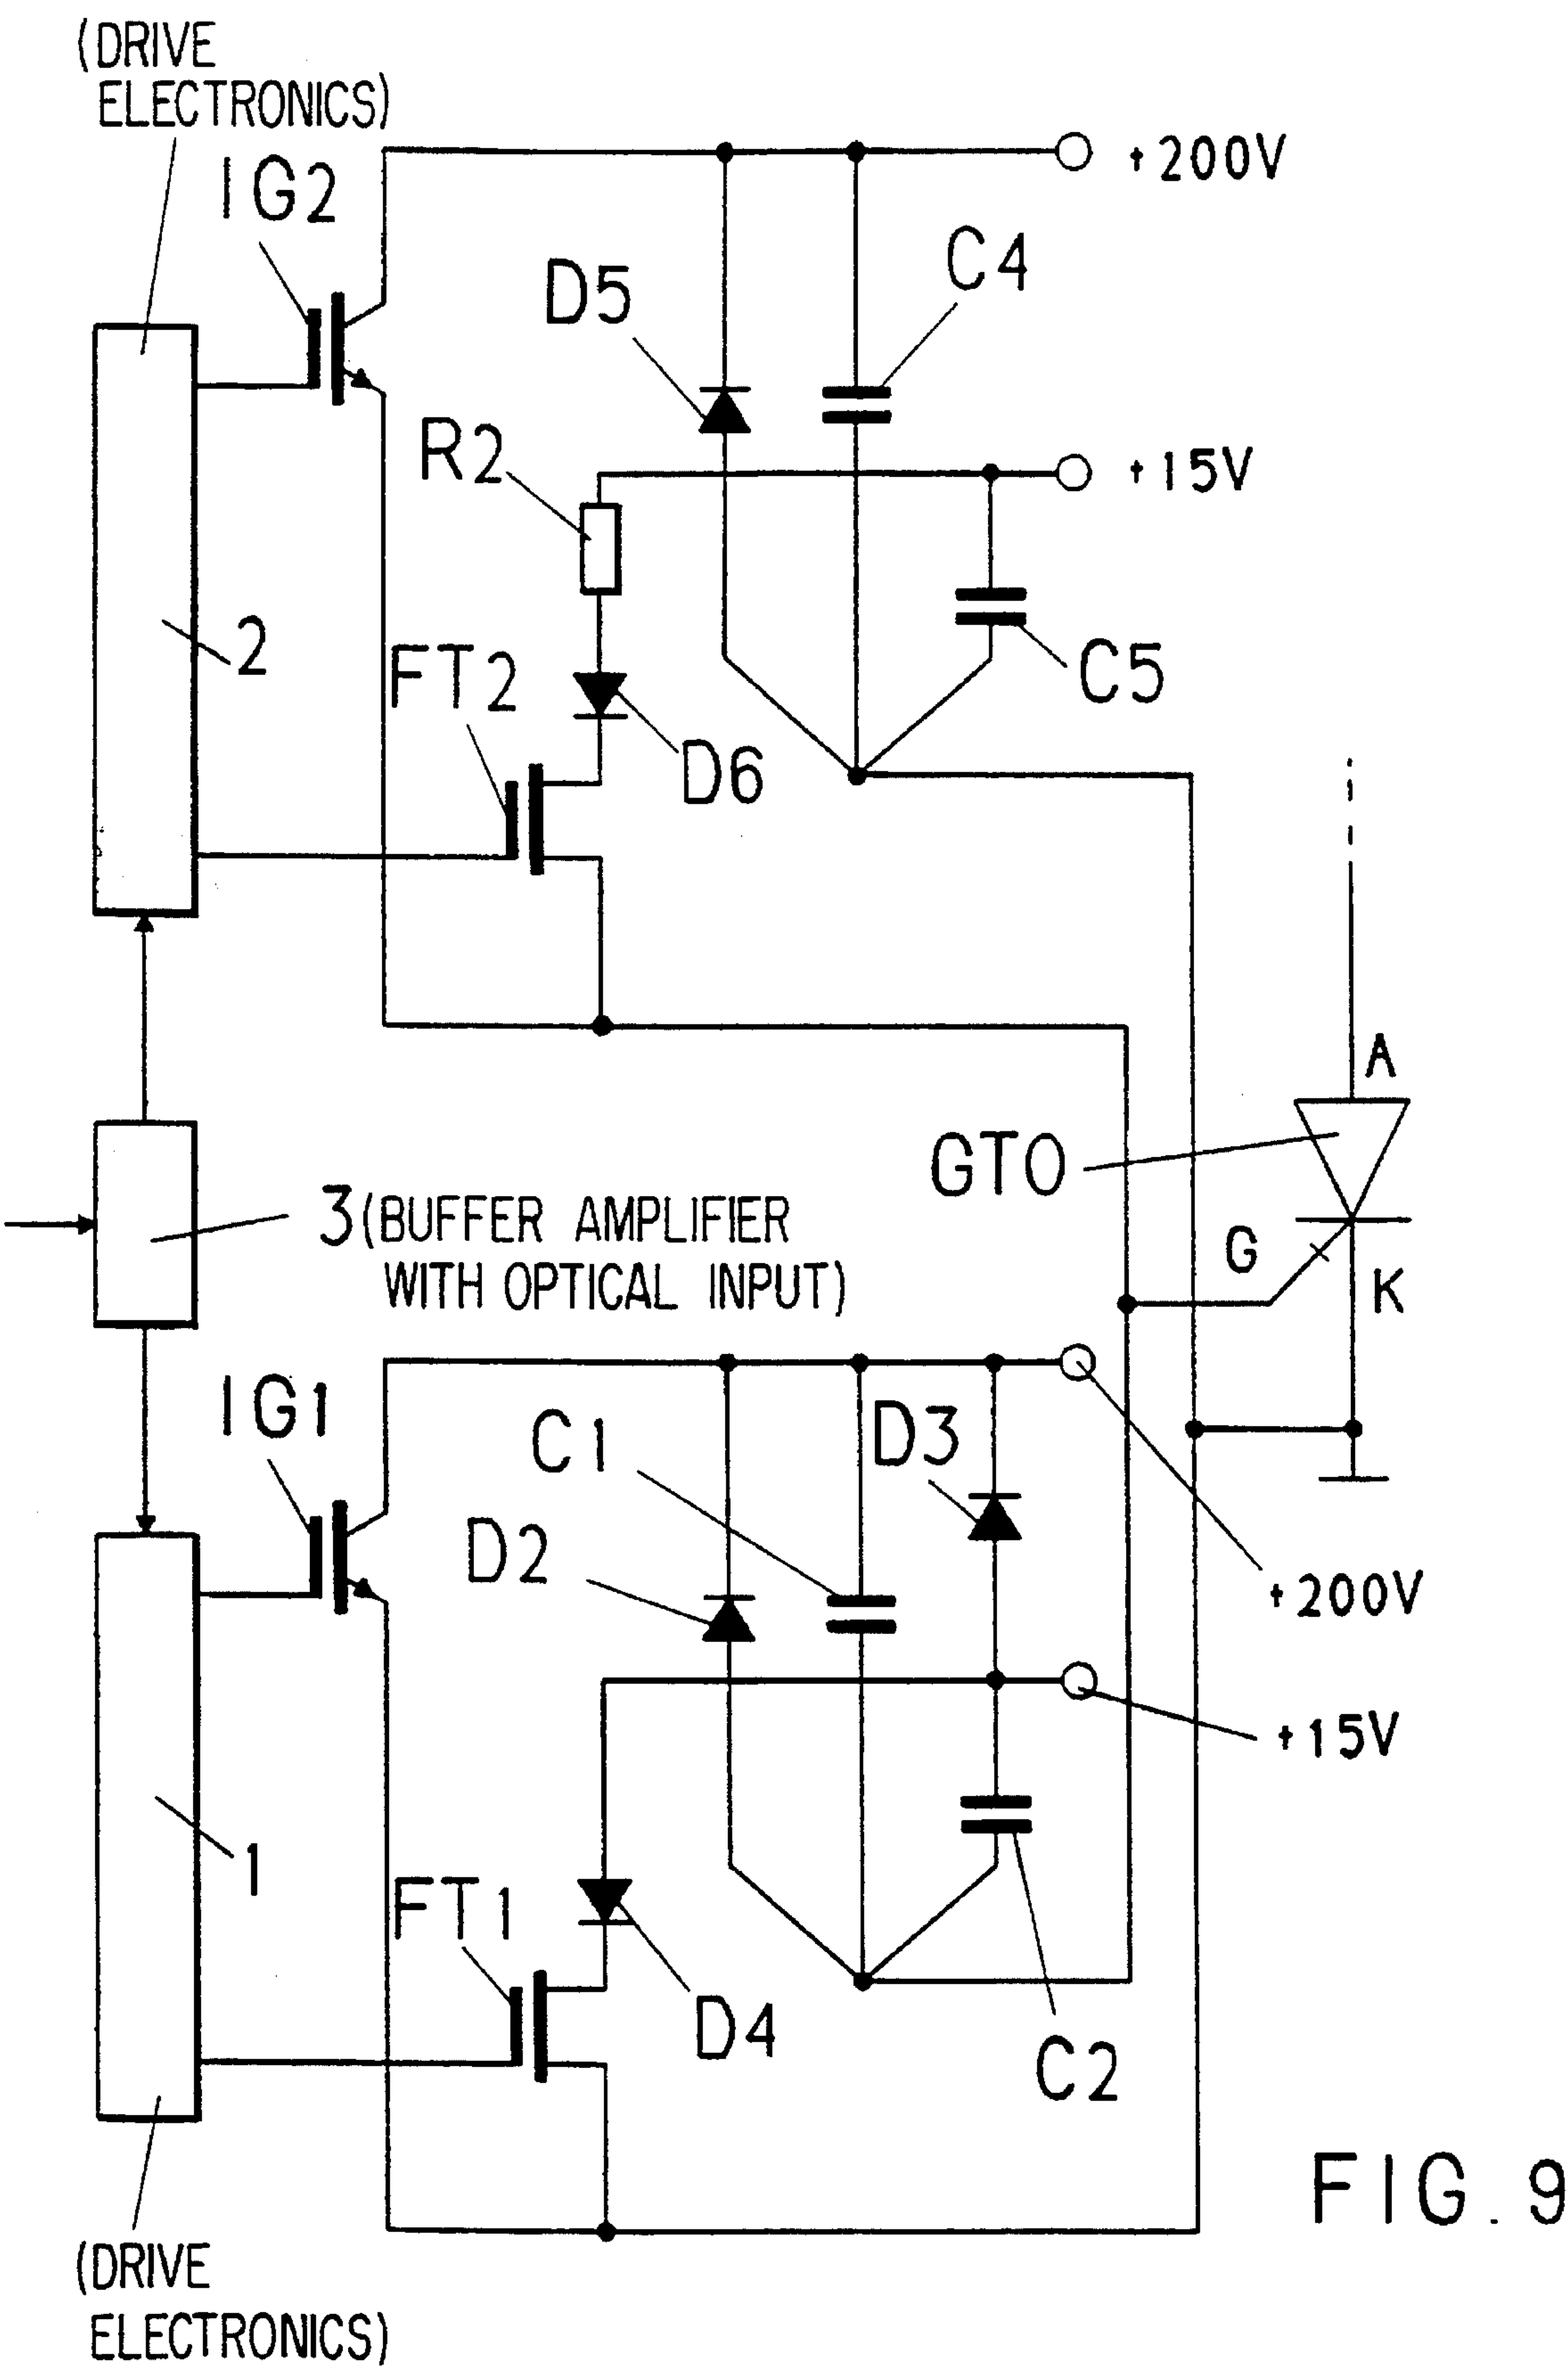 (DRIVE
ELECTRONICS)
IG2
+200V
C4
D5
R2
+15V
2
FT2
C5
D6
A
GTO
3(BUFFER AMPLIFIER
WITH OPTICAL INPUT)
G
K
IG1
C1
D3
D2
+200V
+15V
1
FT1
D4
C2
FIG. 9
(DRIVE
ELECTRONICS)